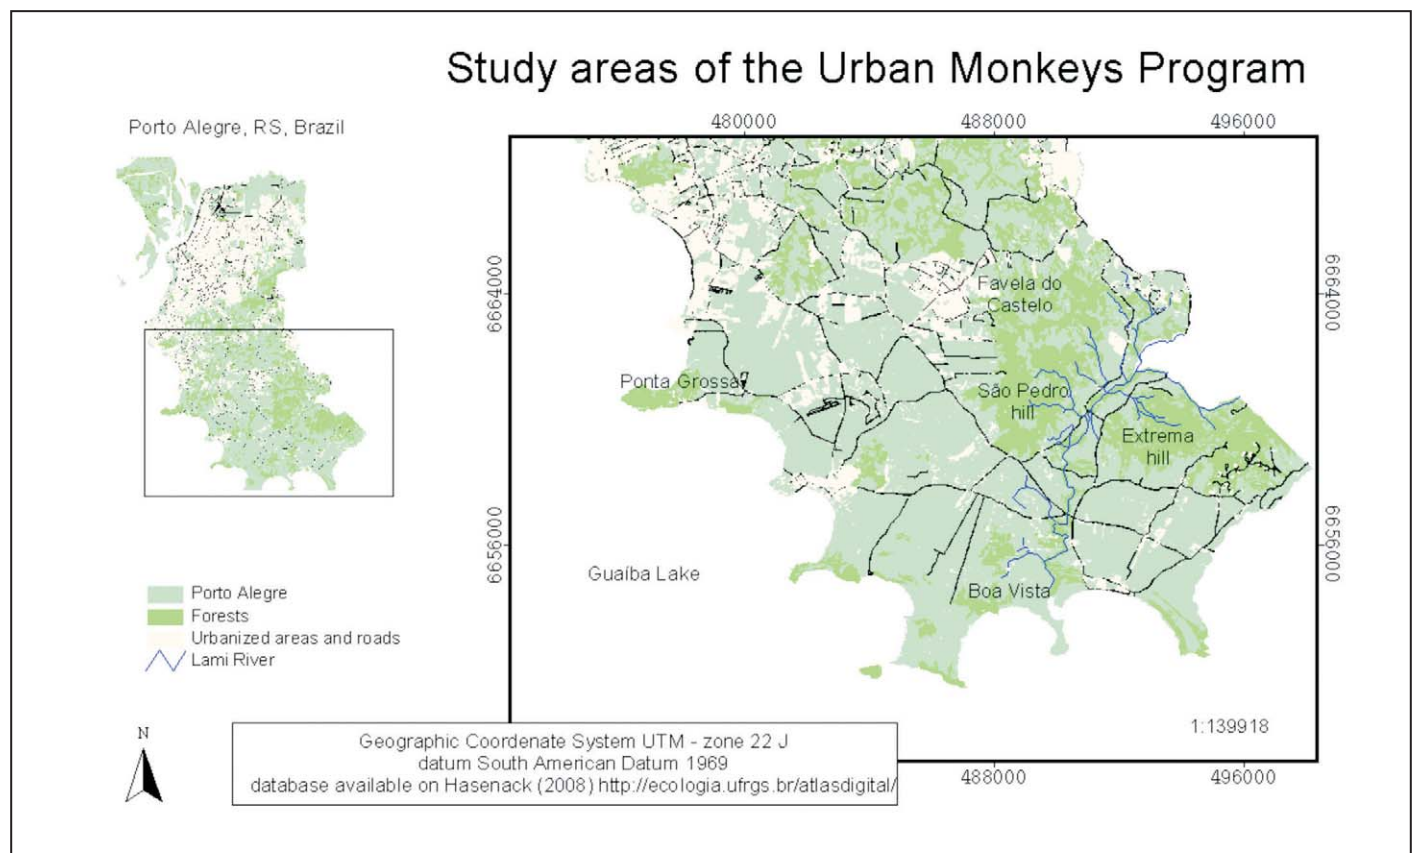 Study areas of the Urban Monkeys Program
Porto Alegre, RS, Brazil
480000
488000
496000
6664000
6664000
Favela do
Castelo
Ponta Grossa
São Pedro
hill
Extrema
hill
6656000
6656000
Guaíba Lake
Boa Vista
Porto Alegre
Forests
Urbanized areas and roads
Lami River
1:139918
N
Geographic Coordenate System UTM - zone 22 J
datum South American Datum 1969
database available on Hasenack (2008) http://ecologia.ufrgs.br/atlasdigital/
488000
496000